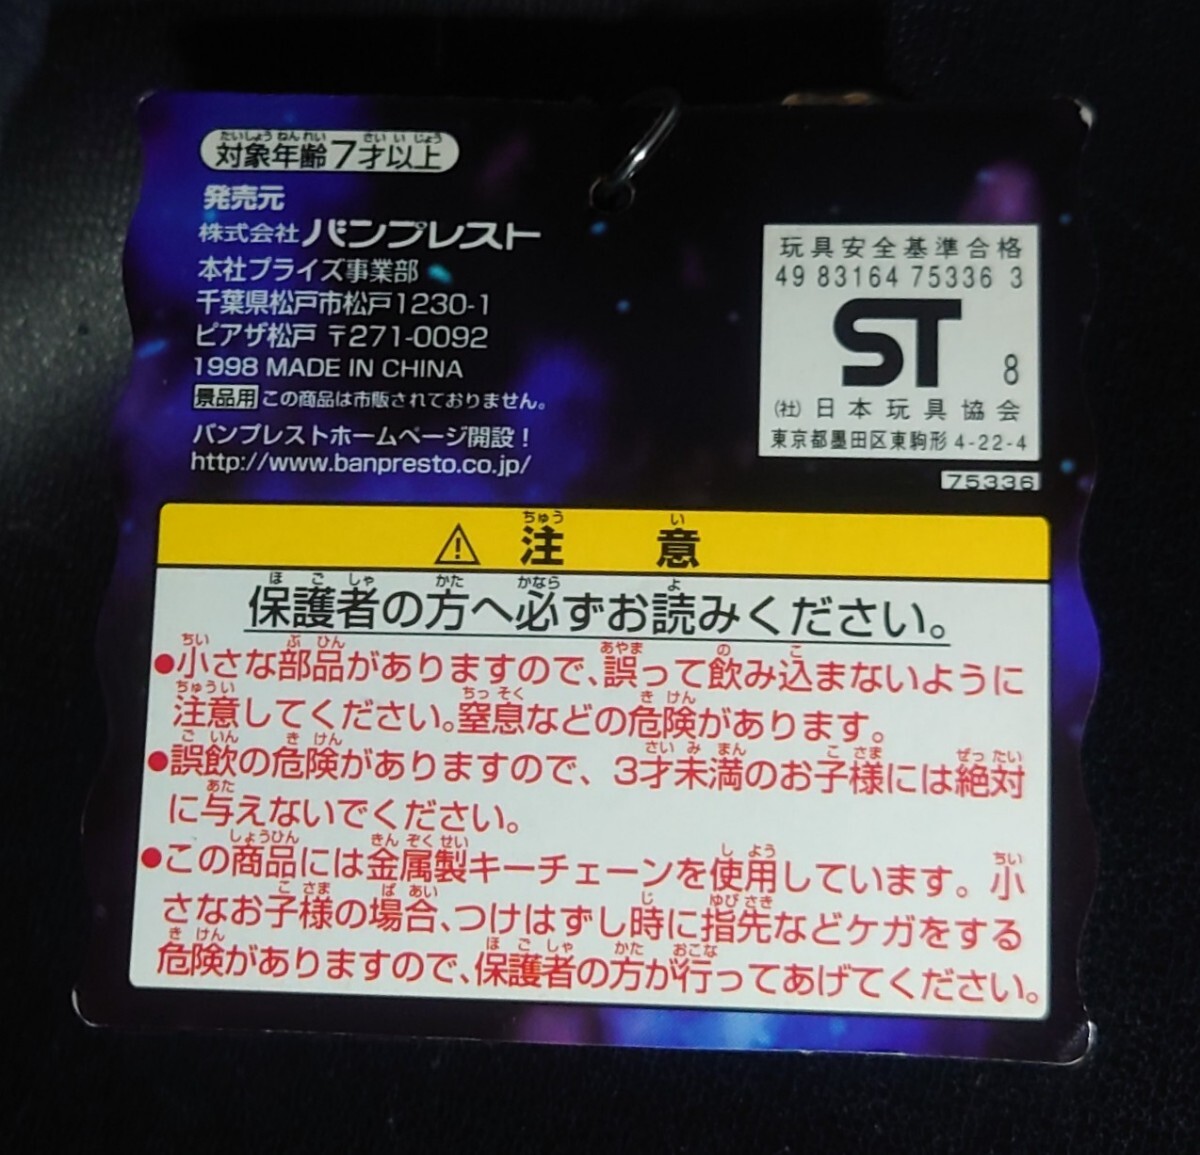 対象年齢7才以上
発売元
株式会社バンプレスト
本社プライズ事業部
千葉県松戸市松戸1230-1
ピアザ松戸 〒271-0092
1998 MADE IN CHINA
景品用 この商品は市販されておりません。
バンプレストホームページ開設！
http://www.banpresto.co.jp/
玩具安全基準合格
49 83164 75336 3
ST 8
(社)日本玩具協会
東京都墨田区東駒形4-22-4
75336
⚠ 注意
保護者の方へ必ずお読みください。
●小さな部品がありますので、誤って飲み込まないように
注意してください。窒息などの危険があります。
●誤飲の危険がありますので、3才未満のお子様には絶対
に与えないでください。
●この商品には金属製キーチェーンを使用しています。小
さなお子様の場合、つけはずし時に指先などケガをする
危険がありますので、保護者の方が行ってあげてください。